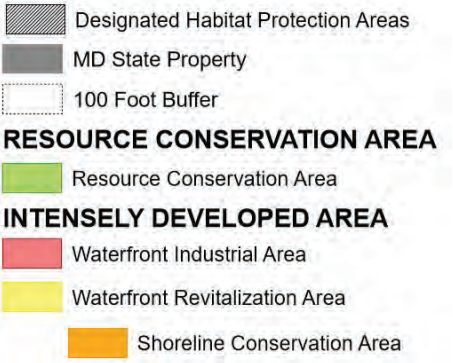 Designated Habitat Protection Areas
MD State Property
100 Foot Buffer
RESOURCE CONSERVATION AREA
Resource Conservation Area
INTENSELY DEVELOPED AREA
Waterfront Industrial Area
Waterfront Revitalization Area
Shoreline Conservation Area